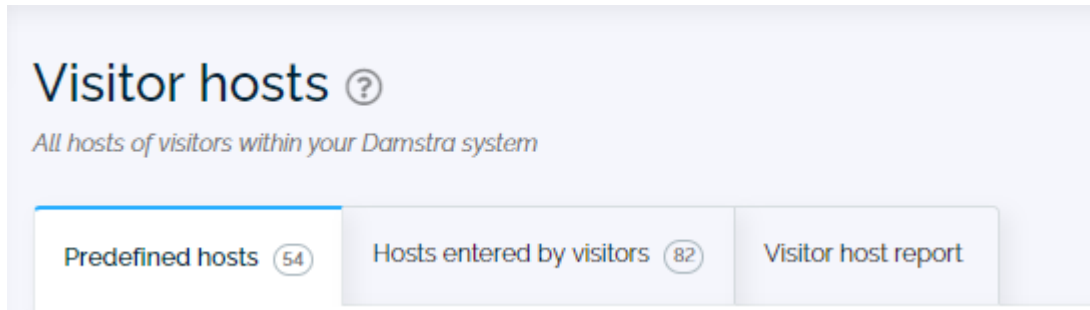 Visitor hosts ?
All hosts of visitors within your Damstra system
Predefined hosts 54 Hosts entered by visitors 82 Visitor host report